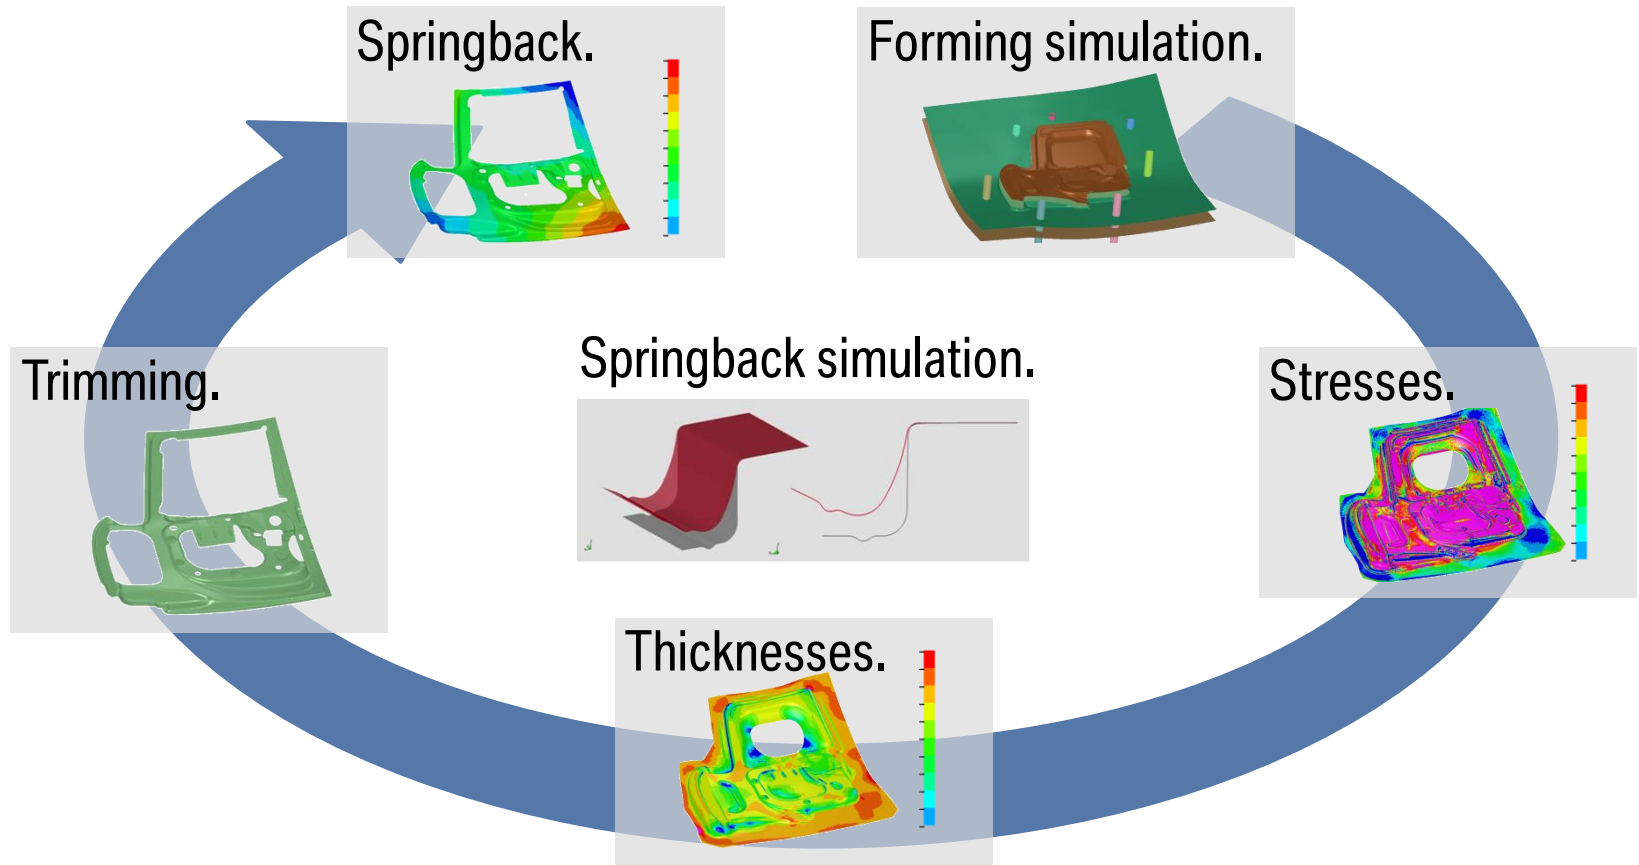 Springback.
Forming simulation.
Springback simulation.
Trimming.
Stresses.
Thicknesses.